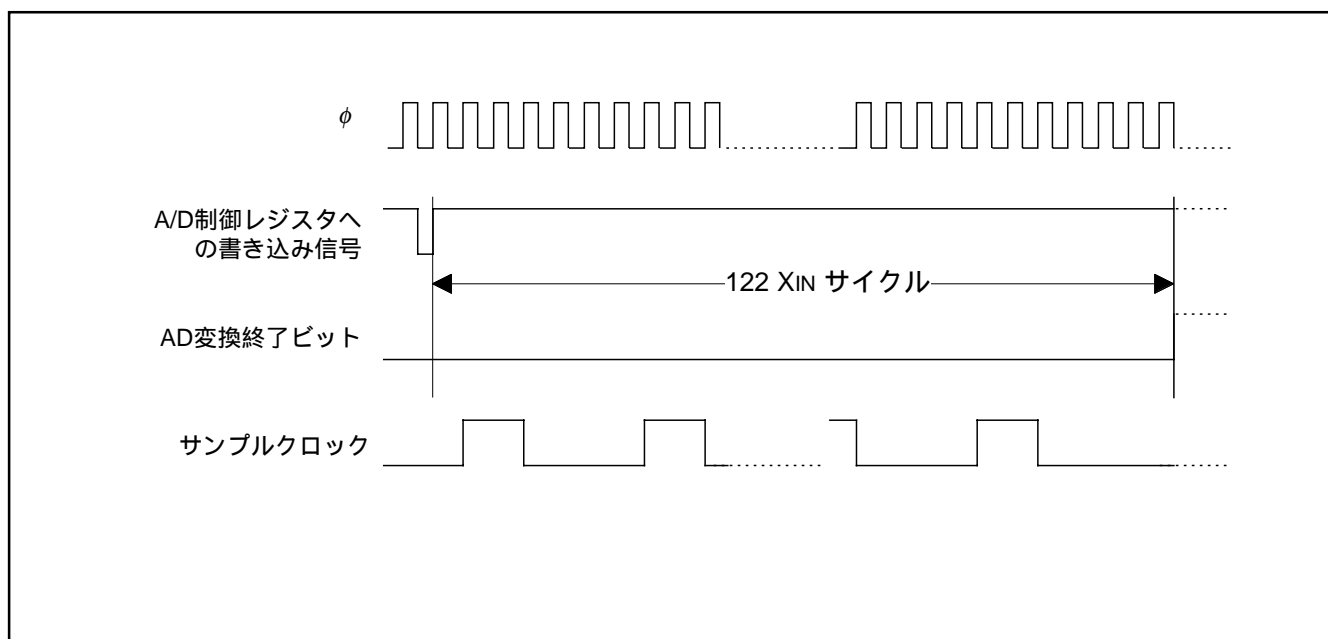 φ
A/D制御レジスタへ
の書き込み信号
122 XIN サイクル
AD変換終了ビット
サンプルクロック